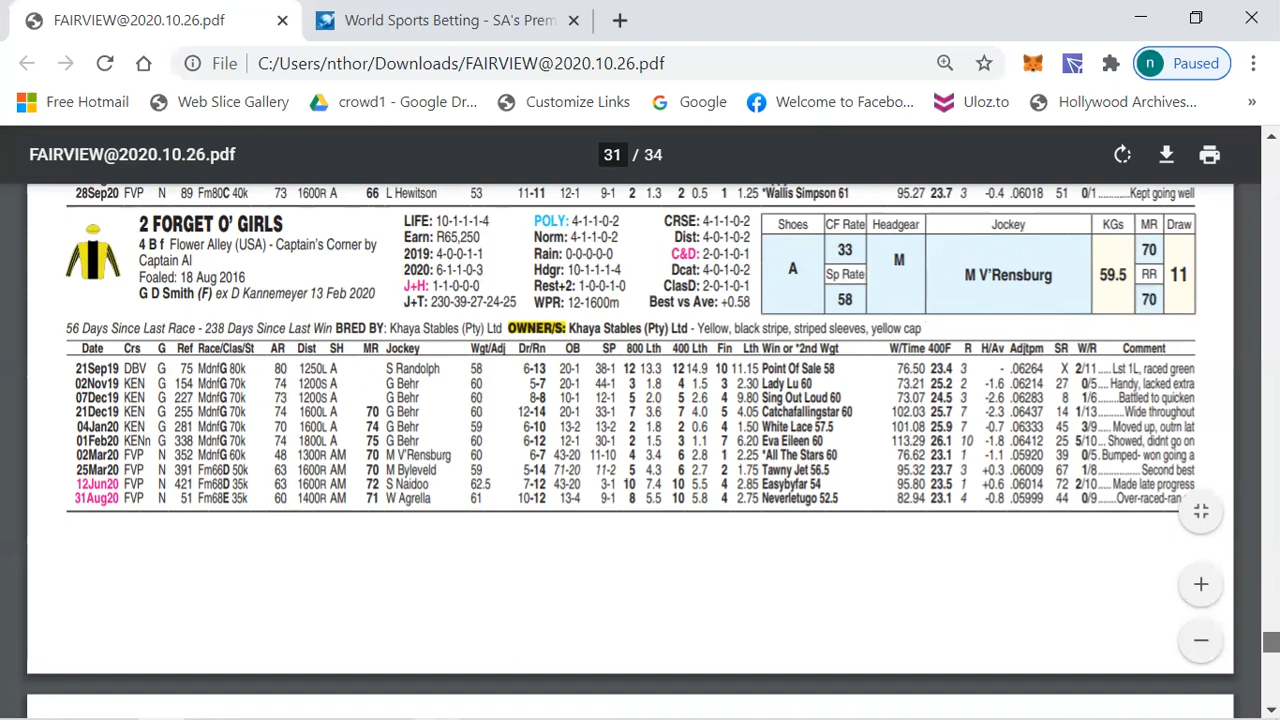 FAIRVIEW@2020.10.26.pdf
World Sports Betting - SA's Prem
File
C:/Users/nthor/Downloads/FAIRVIEW@2020.10.26.pdf
n Paused
Free Hotmail Web Slice Gallery crowd1 - Google Dr... Customize Links Google Welcome to Faceb... Uloz.to Hollywood Archives... »
FAIRVIEW@2020.10.26.pdf 31 / 34
28Sep20 FVP N 89 Fm80C 40k 73 1600R A 66 L Hewitson 53 11-11 12-1 9-1 2 1.3 2 0.5 1 1.25 *Wallis Simpson 61 95.27 23.7 3 -0.4 .06018 51 0/1 ......... Kept going well
2 FORGET O' GIRLS
4 B f Flower Alley (USA) - Captain's Corner by
Captain Al
Foaled: 18 Aug 2016
G D Smith (F) ex D Kannemeyer 13 Feb 2020
LIFE: 10-1-1-1-4 POLY: 4-1-1-0-2 CRSE: 4-1-1-0-2
Earn: R65,250 Norm: 4-1-1-0-2 Dist: 4-0-1-0-2
2019: 4-0-0-1-1 Rain: 0-0-0-0-0 C&D: 2-0-1-0-1
2020: 6-1-1-0-3 Hdgr: 10-1-1-1-4 Dcat: 4-0-1-0-2
J+H: 1-1-0-0-0 Rest+2: 1-0-0-1-0 ClasD: 2-0-1-0-1
J+T: 230-39-27-24-25 WPR: 12-1600m Best vs Ave: +0.58
Shoes CF Rate Headgear Jockey KGs MR Draw
A 33 M M V'Rensburg 59.5 70 11
Sp Rate RR
58 70
56 Days Since Last Race - 238 Days Since Last Win BRED BY: Khaya Stables (Pty) Ltd OWNER/S: Khaya Stables (Pty) Ltd - Yellow, black stripe, striped sleeves, yellow cap
Date Crs G Ref Race/Clas/St AR Dist SH MR Jockey Wgt/Adj Dr/Rn OB SP 800 Lth 400 Lth Fin Lth Win or *2nd Wgt W/Time 400F R H/Av Adjtpm SR W/R Comment
21Sep19 DBV G 75 MdnfG 80k 80 1250L A S Randolph 58 6-13 20-1 38-1 12 13.3 12 14.9 10 11.15 Point Of Sale 58 76.50 23.4 3 - .06264 X 2/11 ..... Lst 1L, raced green
02Nov19 KEN G 154 MdnfG 70k 74 1200S A G Behr 60 5-7 20-1 44-1 3 1.8 4 1.5 3 2.30 Lady Lu 60 73.21 25.2 2 -1.6 .06214 27 0/5 .... Handy, lacked extra
07Dec19 KEN G 227 MdnfG 70k 73 1200S A G Behr 60 8-8 10-1 12-1 5 2.0 5 2.6 4 9.80 Sing Out Loud 60 73.07 24.5 3 -2.6 .06283 8 1/6 ......... Battled to quicken
21Dec19 KEN G 255 MdnfG 70k 74 1600L A 70 G Behr 60 12-14 20-1 33-1 7 3.6 7 4.0 5 4.05 Catchafallingstar 60 102.03 25.7 7 -2.3 .06437 14 1/13 ........... Wide throughout
04Jan20 KEN G 281 MdnfG 70k 74 1600L A 74 G Behr 60 6-10 13-2 13-2 2 1.8 2 0.6 4 1.50 White Lace 57.5 101.08 25.9 7 -0.7 .06333 45 3/9 ..... Moved up, outrn lat
01Feb20 KENn G 338 MdnfG 70k 74 1800L A 75 G Behr 60 6-12 12-1 30-1 2 1.5 3 1.1 7 6.20 Eva Eileen 60 113.29 26.1 10 -1.8 .06412 25 5/10 ... Showed, didnt go on
02Mar20 FVP N 352 MdnfG 40k 48 1300R AM 70 M V'Rensburg 60 6-7 43-20 11-10 4 3.4 6 2.8 1 2.25 *All The Stars 60 76.62 23.1 1 -1.1 .05920 39 0/5. Bumped- won going a
25Mar20 FVP N 391 Fm66D 50k 63 1600R AM 70 M Byleveld 59 5-14 71-20 11-2 5 4.3 6 2.7 2 1.75 Tawny Jet 56.5 95.32 23.7 3 +0.3 .06009 67 1/8 .................. Second best
12Jun20 FVP N 421 Fm66D 35k 63 1600R AM 72 S Naidoo 62.5 7-12 43-20 3-1 10 7.4 10 5.5 4 2.85 Easybyfar 54 95.80 23.5 1 +0.6 .06014 72 2/10 ..... Made late progress
31Aug20 FVP N 51 Fm68E 35k 60 1400R AM 71 W Agrella 61 10-12 13-4 9-1 8 5.5 10 5.8 4 2.75 Neverletugo 52.5 82.94 23.1 4 -0.8 .05999 44 0/9 ........ Over-raced-ran